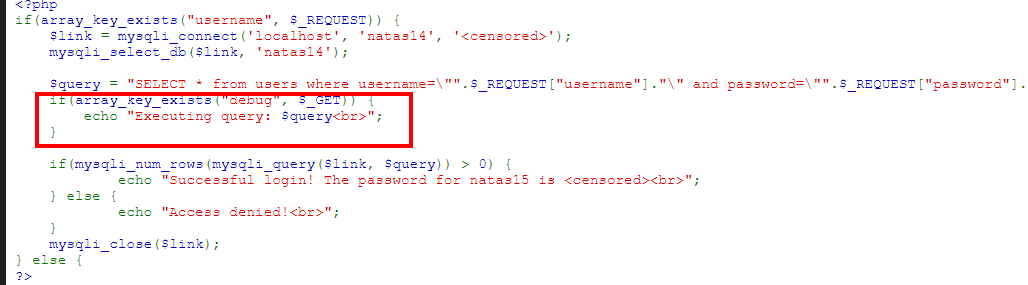 <?php
if(array_key_exists("username", $_REQUEST)) {
$link = mysqli_connect('localhost', 'natas14', '<censored>');
mysqli_select_db($link, 'natas14');
$query = "SELECT * from users where username=\"".$_REQUEST["username"]."\" and password=\"".$_REQUEST["password"].
if(array_key_exists("debug", $_GET)) {
echo "Executing query: $query<br>";
}
if(mysqli_num_rows(mysqli_query($link, $query)) > 0) {
echo "Successful login! The password for natas15 is <censored><br>";
} else {
echo "Access denied!<br>";
}
mysqli_close($link);
} else {
?>